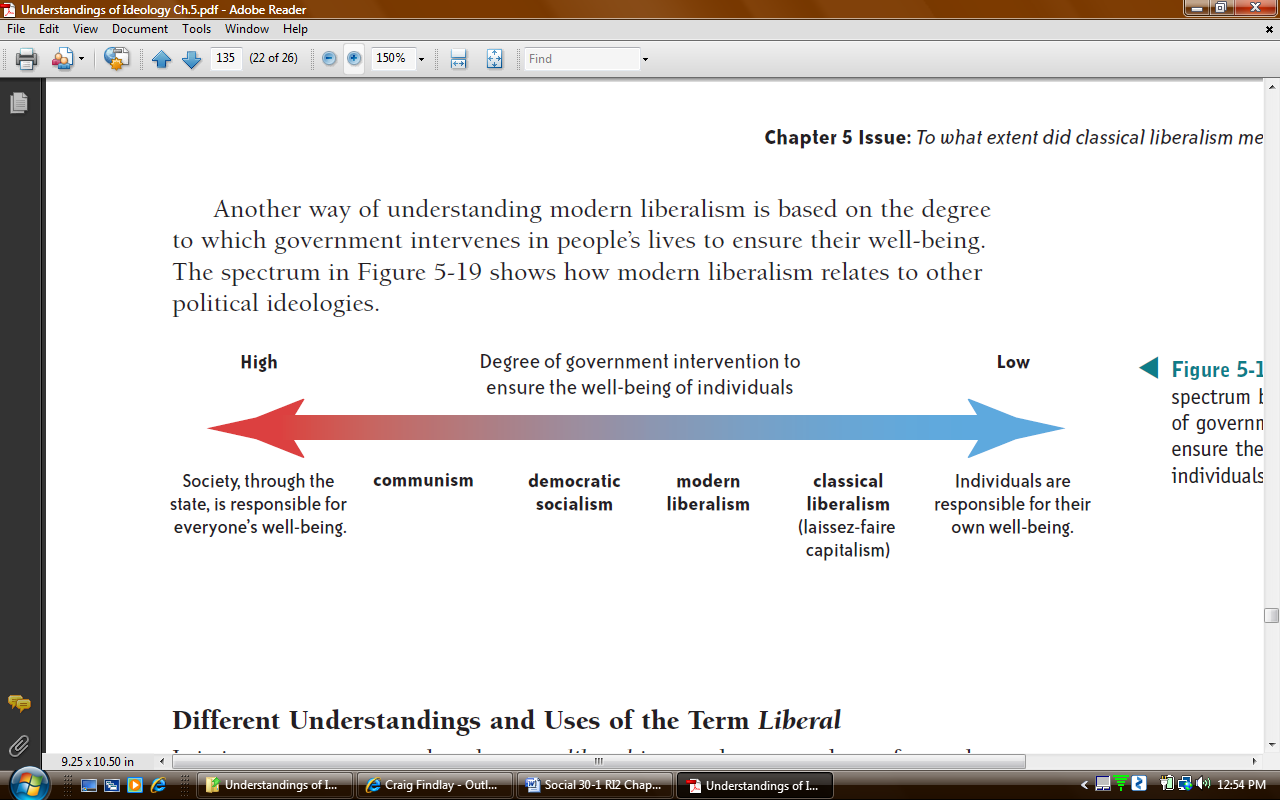 Understandings of Ideology Ch.5.pdf - Adobe Reader
File Edit View Document Tools Window Help
135 (22 of 26) 150% Find
Chapter 5 Issue: To what extent did classical liberalism me
Another way of understanding modern liberalism is based on the degree
to which government intervenes in people's lives to ensure their well-being.
The spectrum in Figure 5-19 shows how modern liberalism relates to other
political ideologies.
High
Degree of government intervention to
ensure the well-being of individuals
Low
Society, through the
state, is responsible for
everyone's well-being.
communism
democratic
socialism
modern
liberalism
classical
liberalism
(laissez-faire
capitalism)
Individuals are
responsible for their
own well-being.
Figure 5-1
spectrum b
of governm
ensure the
individuals
Different Understandings and Uses of the Term Liberal
9.25 x 10.50 in
Understandings of I... Craig Findlay - Outl... Social 30-1 RI2 Chap... Understandings of I... 12:54 PM